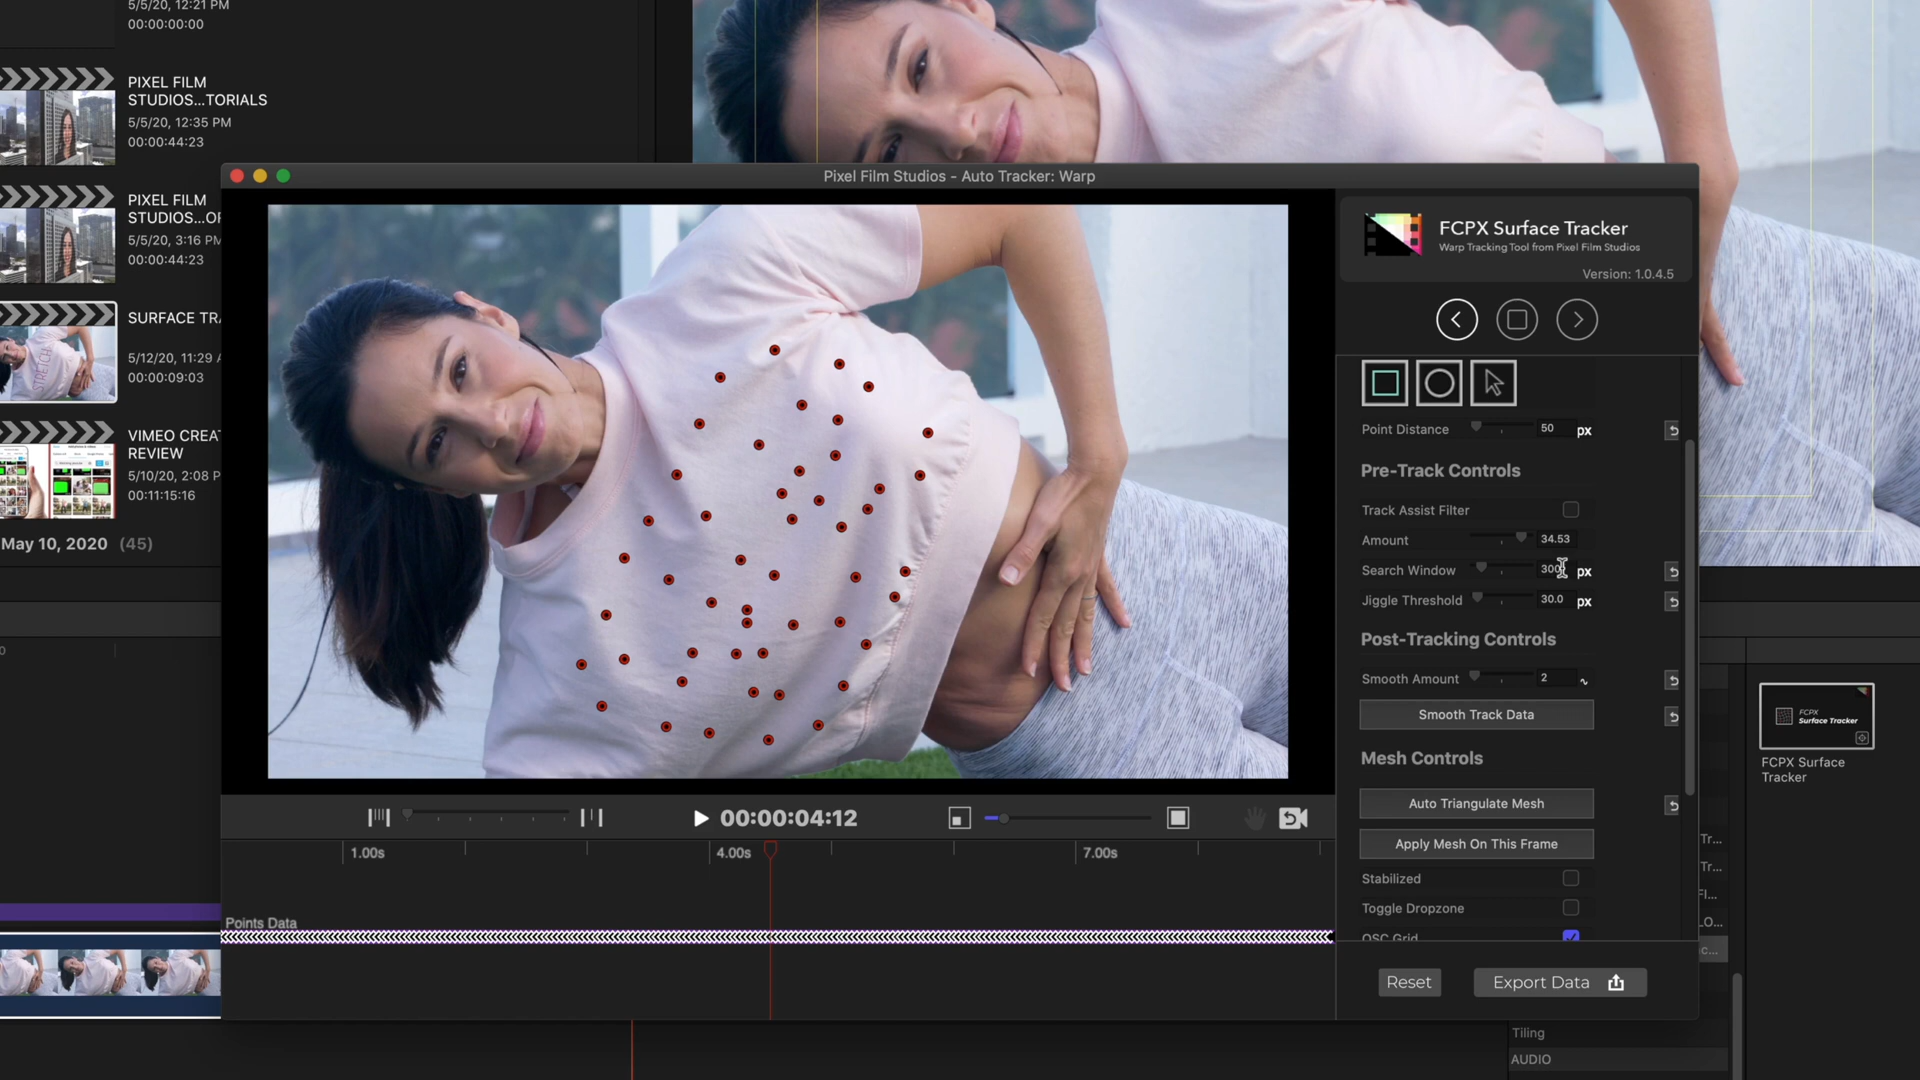 5/5/20, 12:21 PM
00:00:00:00
PIXEL FILM
STUDIOS...TORIALS
5/5/20, 12:35 PM
00:00:44:23
PIXEL FILM
STUDIOS...OF
5/5/20, 3:16 PM
00:00:44:23
SURFACE TRA
5/12/20, 11:29 A
00:00:09:03
STRETCH
VIMEO CREAT
REVIEW
5/10/20, 2:08 P
00:11:15:16
May 10, 2020 (45)
Pixel Film Studios - Auto Tracker: Warp
FCPX Surface Tracker
Warp Tracking Tool from Pixel Film Studios
Version: 1.0.4.5
Point Distance 50 px
Pre-Track Controls
Track Assist Filter
Amount 34.53
Search Window 300 px
Jiggle Threshold 30.0 px
Post-Tracking Controls
Smooth Amount 2
Smooth Track Data
Mesh Controls
Auto Triangulate Mesh
Apply Mesh On This Frame
Stabilized
Toggle Dropzone
OSC Grid
Reset
Export Data
00:00:04:12
1.00s
4.00s
7.00s
Points Data
FCPX
Surface Tracker
FCPX Surface
Tracker
Tr...
Tr...
Fl...
LO...
c...
Tiling
AUDIO